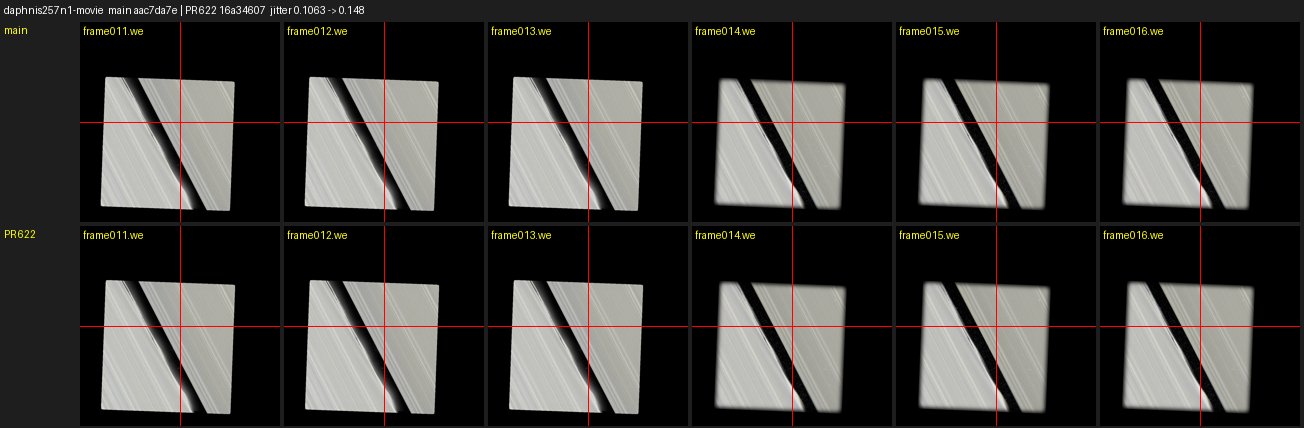 daphnis257n1-movie main aac7da7e | PR622 16a34607 jitter 0.1063 -> 0.148
main
frame011.we frame012.we frame013.we frame014.we frame015.we frame016.we
PR622
frame011.we frame012.we frame013.we frame014.we frame015.we frame016.we